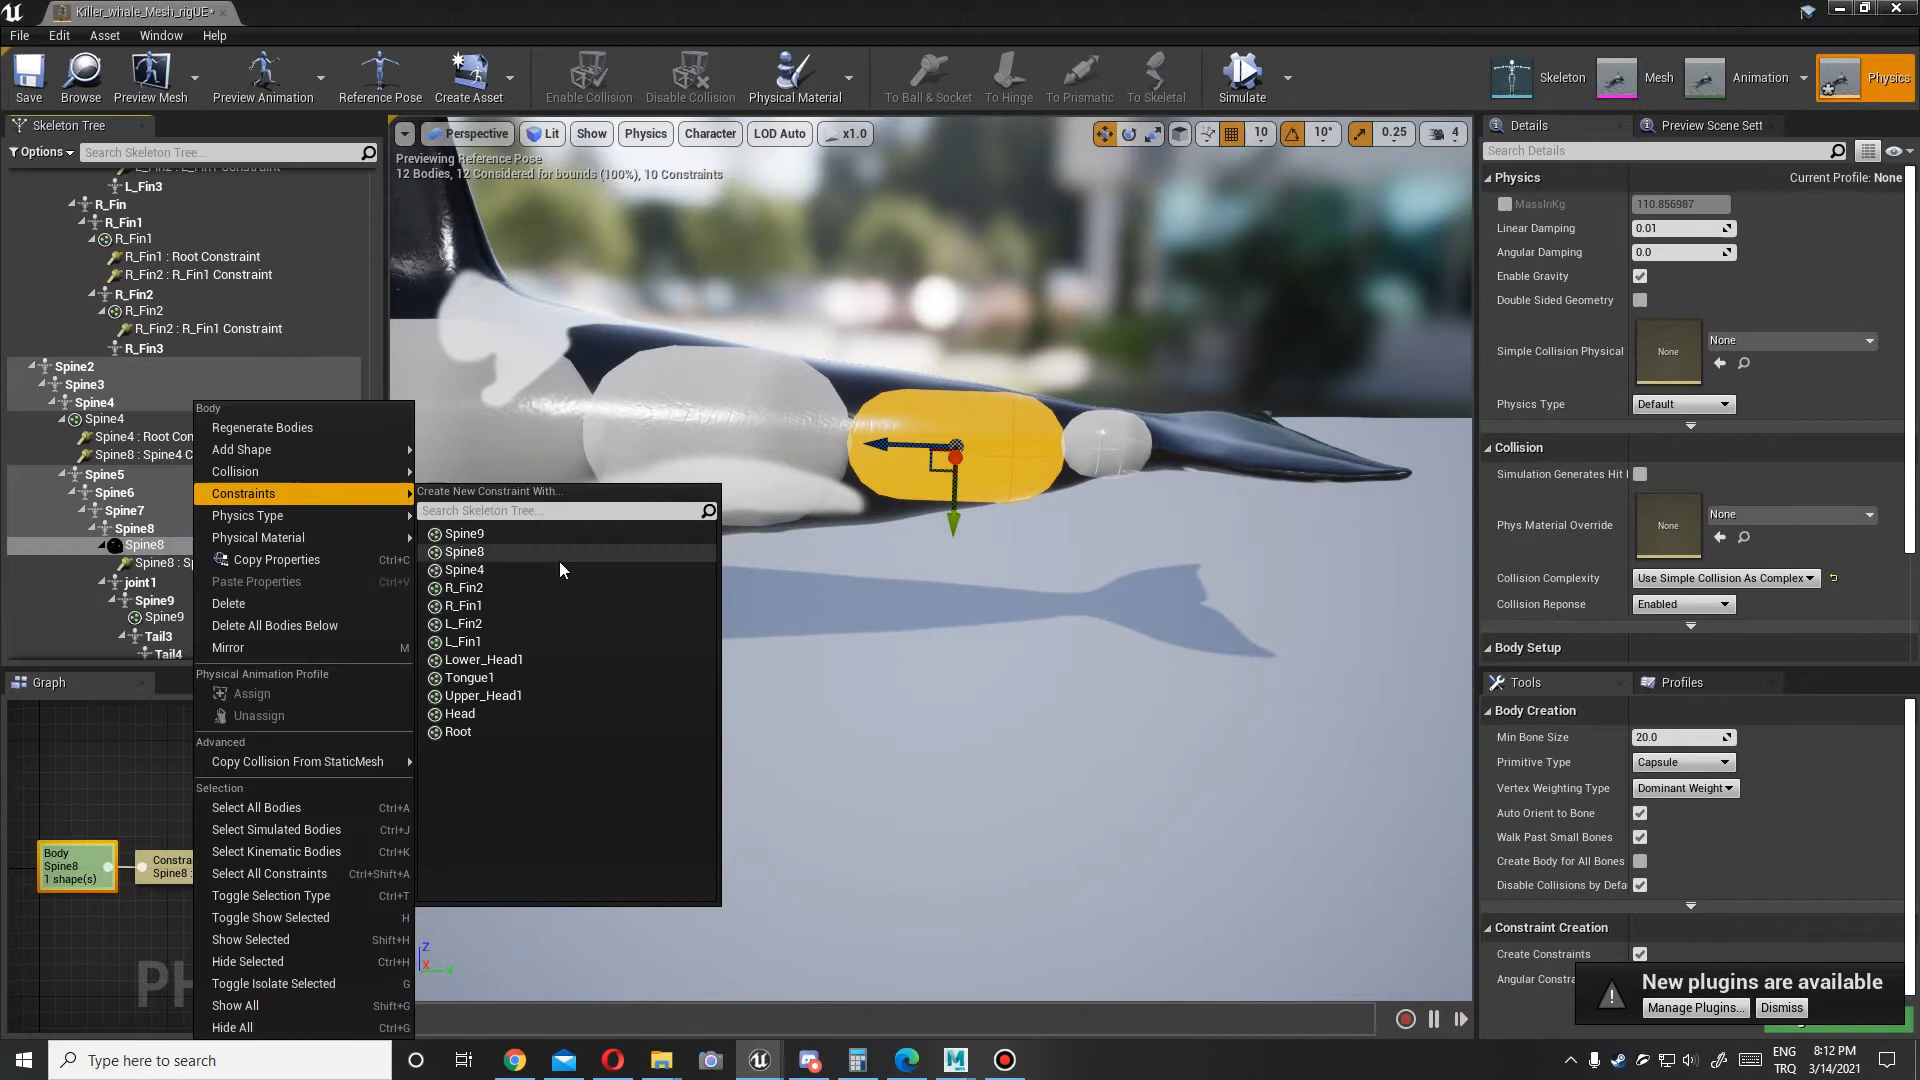 Killer_whale_Mesh_rigUE*
File Edit Asset Window Help
Save Browse Preview Mesh Preview Animation Reference Pose Create Asset Enable Collision Disable Collision Physical Material To Ball & Socket To Hinge To Prismatic To Skeletal Simulate Skeleton Mesh Animation Physics
Skeleton Tree
Options Search Skeleton Tree...
L_Fin3
R_Fin
R_Fin1
R_Fin1
R_Fin1 : Root Constraint
R_Fin2 : R_Fin1 Constraint
R_Fin2
R_Fin2
R_Fin2 : R_Fin1 Constraint
R_Fin3
Spine2
Spine3
Spine4
Spine4
Spine4 : Root Con
Spine8 : Spine4 C
Spine5
Spine6
Spine7
Spine8
Spine8
Spine8 : S
joint1
Spine9
Spine9
Tail3
Tail4
Graph
Body
Spine8
1 shape(s)
Constra
Spine8 :
PH
Perspective Lit Show Physics Character LOD Auto x1.0 10 10° 0.25 4
Previewing Reference Pose
12 Bodies, 12 Considered for bounds (100%), 10 Constraints
Body
Regenerate Bodies
Add Shape
Collision
Constraints
Physics Type
Physical Material
Copy Properties Ctrl+C
Paste Properties Ctrl+V
Delete
Delete All Bodies Below
Mirror M
Physical Animation Profile
Assign
Unassign
Advanced
Copy Collision From StaticMesh
Selection
Select All Bodies Ctrl+A
Select Simulated Bodies Ctrl+J
Select Kinematic Bodies Ctrl+K
Select All Constraints Ctrl+Shift+A
Toggle Selection Type Ctrl+T
Toggle Show Selected H
Show Selected Shift+H
Hide Selected Ctrl+H
Toggle Isolate Selected G
Show All Shift+G
Hide All Ctrl+G
Create New Constraint With...
Search Skeleton Tree...
Spine9
Spine8
Spine4
R_Fin2
R_Fin1
L_Fin2
L_Fin1
Lower_Head1
Tongue1
Upper_Head1
Head
Root
Z
X Y
Details Preview Scene Sett
Search Details
Physics Current Profile: None
MassInKg 110.856987
Linear Damping 0.01
Angular Damping 0.0
Enable Gravity
Double Sided Geometry
Simple Collision Physical None None
Physics Type Default
Collision
Simulation Generates Hit
Phys Material Override None None
Collision Complexity Use Simple Collision As Complex
Collision Reponse Enabled
Body Setup
Tools Profiles
Body Creation
Min Bone Size 20.0
Primitive Type Capsule
Vertex Weighting Type Dominant Weight
Auto Orient to Bone
Walk Past Small Bones
Create Body for All Bones
Disable Collisions by Defa
Constraint Creation
Create Constraints
Angular Constra
New plugins are available
Manage Plugins... Dismiss
Type here to search
ENG
TRQ
8:12 PM
3/14/2021